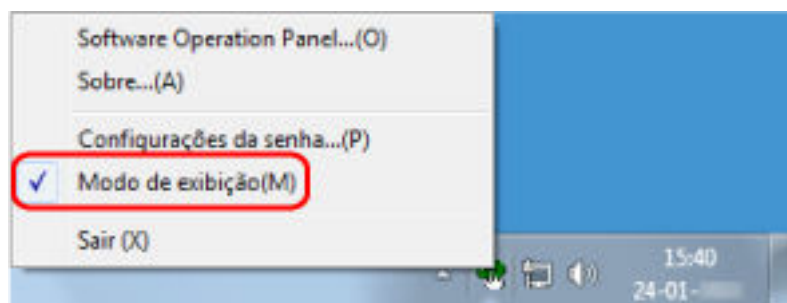 Software Operation Panel...(O)
Sobre...(A)
Configurações da senha...(P)
Modo de exibição(M)
Sair (X)
15:40
24-01-